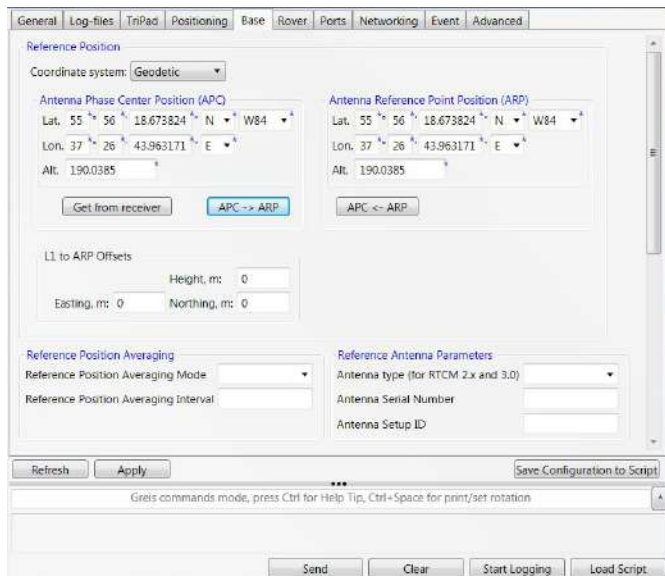 General Log-files TriPad Positioning Base Rover Ports Networking Event Advanced
Reference Position
Coordinate system: Geodetic
Antenna Phase Center Position (APC)
Lat. 55 ° 56 ' 18.673824 " N W84
Lon. 37 ° 26 ' 43.963171 " E
Alt. 190.0385
Get from receiver APC -> ARP
Antenna Reference Point Position (ARP)
Lat. 55 ° 56 ' 18.673824 " N W84
Lon. 37 ° 26 ' 43.963171 " E
Alt. 190.0385
APC <- ARP
L1 to ARP Offsets
Height, m: 0
Easting, m: 0 Northing, m: 0
Reference Position Averaging
Reference Position Averaging Mode
Reference Position Averaging Interval
Reference Antenna Parameters
Antenna type (for RTCM 2.x and 3.0)
Antenna Serial Number
Antenna Setup ID
Refresh Apply Save Configuration to Script
Greis commands mode, press Ctrl for Help Tip, Ctrl+Space for print/set rotation
Send Clear Start Logging Load Script